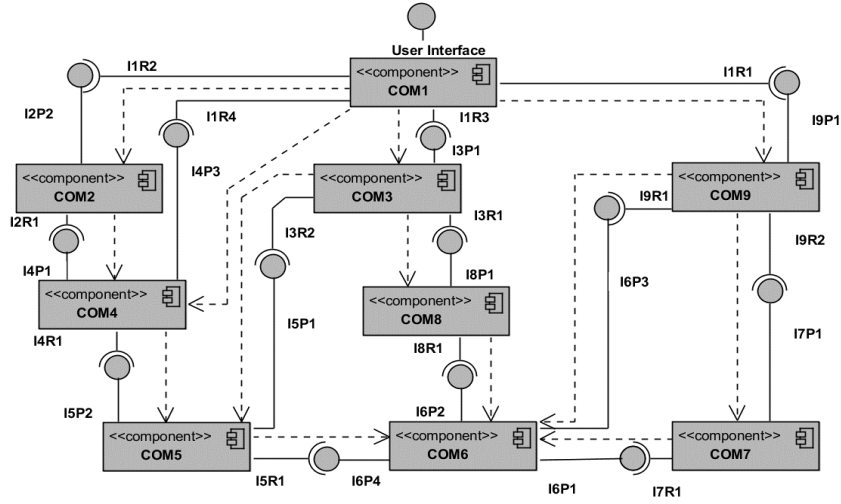 User Interface
I1R2
<<component>>
COM1
I1R1
I2P2
I1R4
I1R3
I9P1
I3P1
I4P3
<<component>>
COM2
<<component>>
COM3
<<component>>
COM9
I9R1
I2R1
I3R2
I3R1
I9R2
I4P1
I8P1
I6P3
<<component>>
COM4
<<component>>
COM8
I5P1
I7P1
I4R1
I8R1
I5P2
I6P2
<<component>>
COM5
<<component>>
COM6
<<component>>
COM7
I5R1
I6P4
I6P1
I7R1